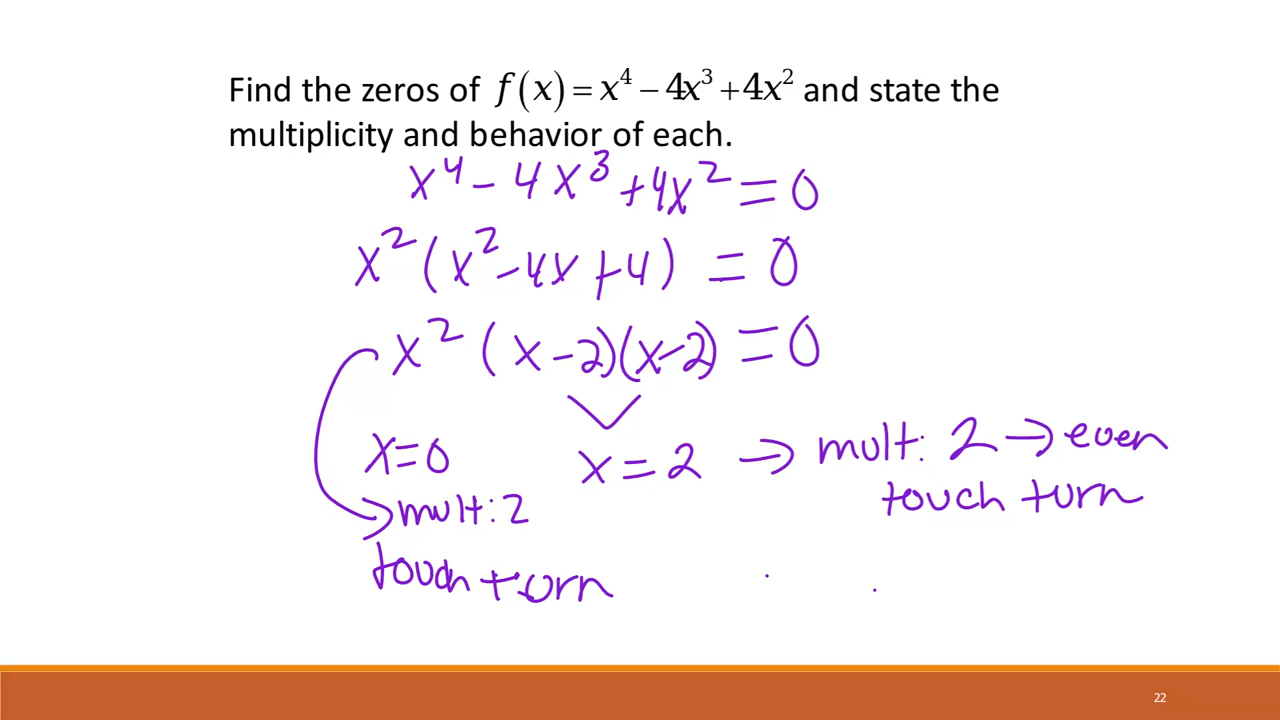 Find the zeros of f(x) = x⁴ − 4x³ + 4x² and state the
multiplicity and behavior of each.
x⁴ - 4x³ + 4x² = 0
x² (x² - 4x + 4) = 0
x² (x - 2)(x - 2) = 0
x = 0 x = 2 → mult: 2 → even
touch turn
→ mult: 2
touch turn
22